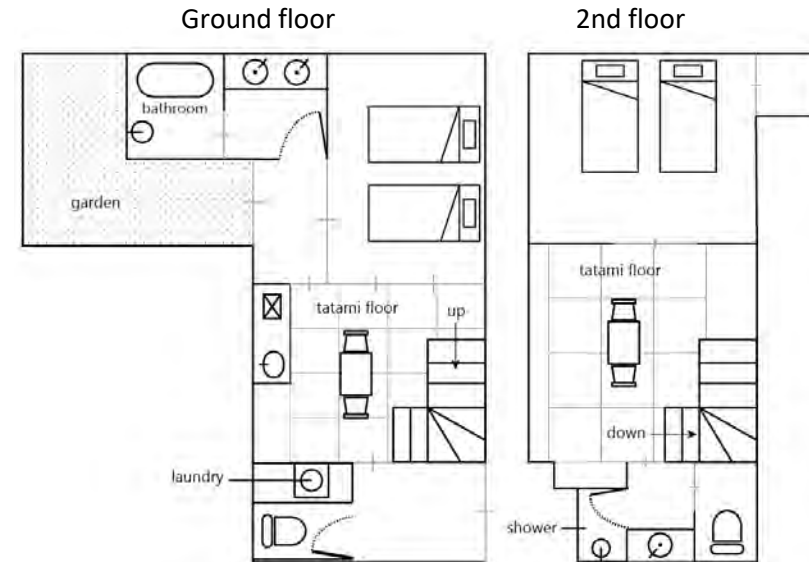 Ground floor
2nd floor
bathroom
garden
tatami floor
up
laundry
tatami floor
down
shower